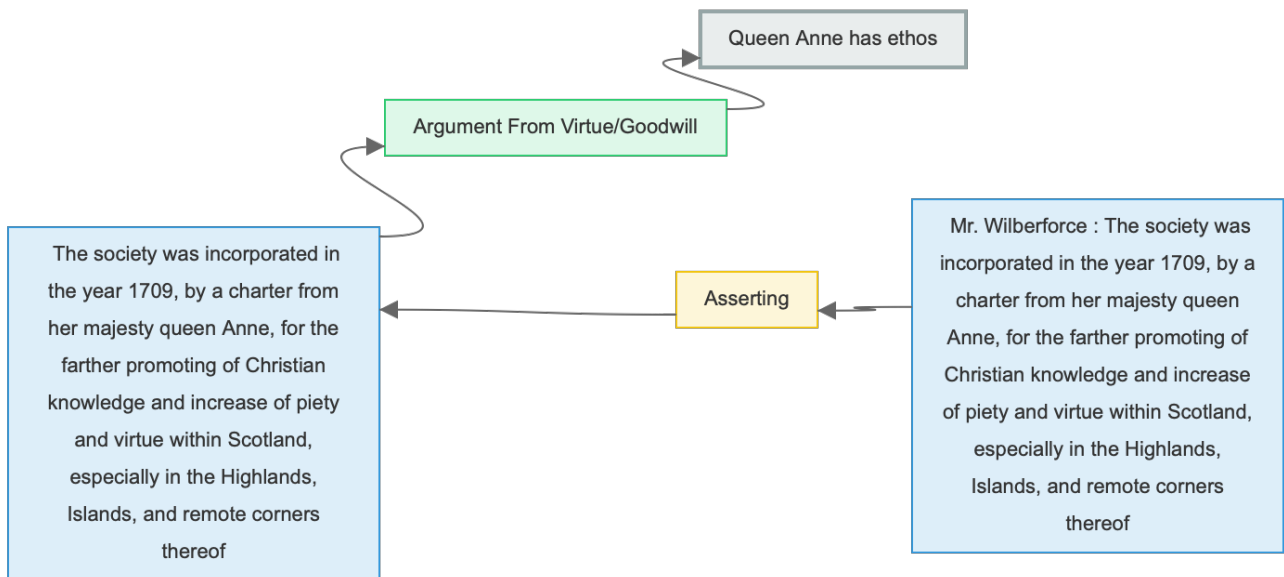 Queen Anne has ethos
Argument From Virtue/Goodwill
The society was incorporated in
the year 1709, by a charter from
her majesty queen Anne, for the
farther promoting of Christian
knowledge and increase of piety
and virtue within Scotland,
especially in the Highlands,
Islands, and remote corners
thereof
Asserting
Mr. Wilberforce : The society was
incorporated in the year 1709, by a
charter from her majesty queen
Anne, for the farther promoting of
Christian knowledge and increase
of piety and virtue within Scotland,
especially in the Highlands,
Islands, and remote corners
thereof